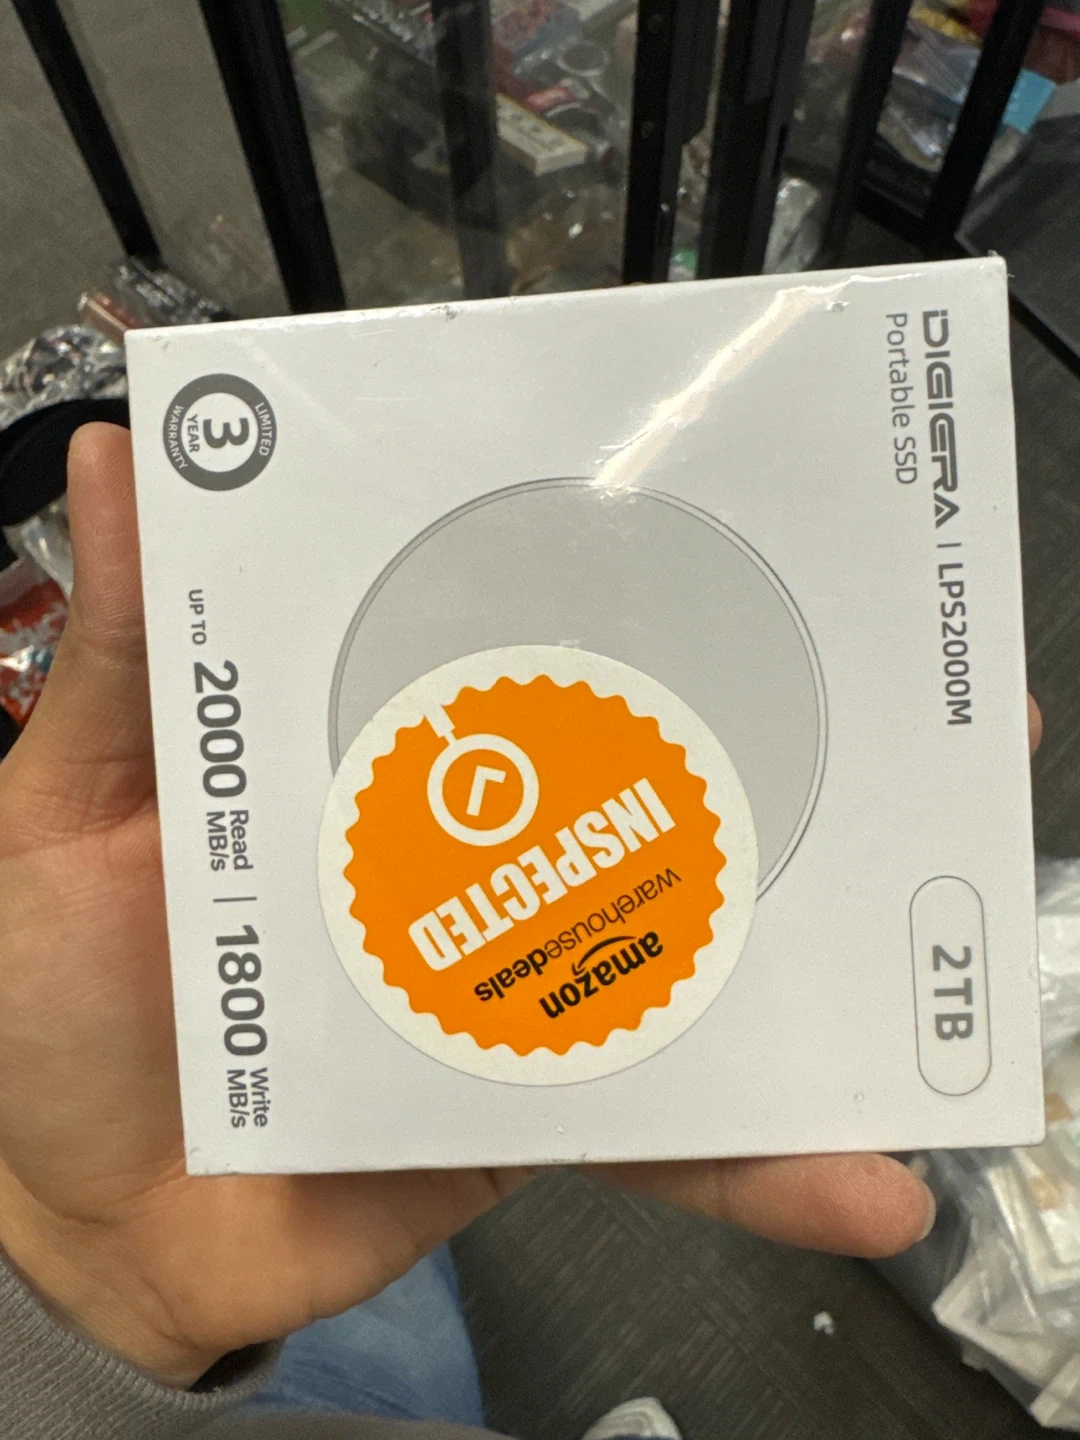 DIGIERA | LPS2000M
Portable SSD
2TB
LIMITED
3
YEAR
WARRANTY
UP TO 2000 Read MB/s | 1800 Write MB/s
amazon
warehousedeals
INSPECTED